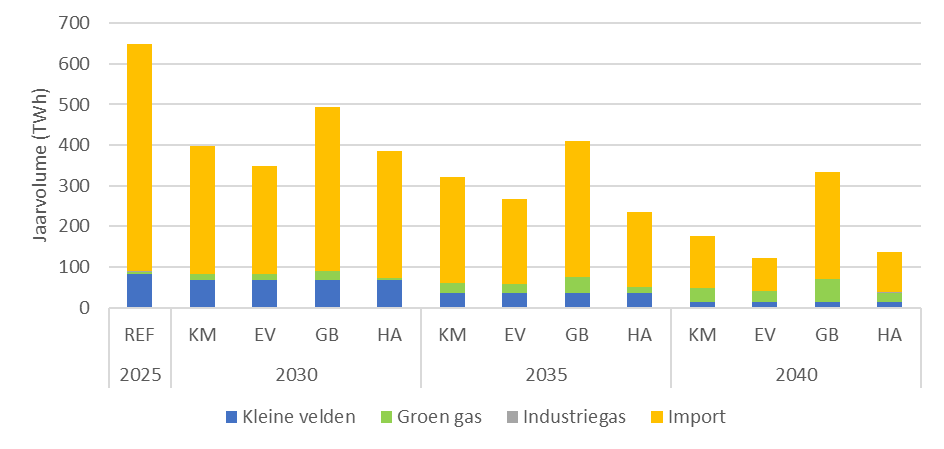 Jaarvolume (TWh)
700
600
500
400
300
200
100
0
REF KM EV GB HA KM EV GB HA KM EV GB HA
2025 2030 2035 2040
Kleine velden Groen gas Industriegas Import